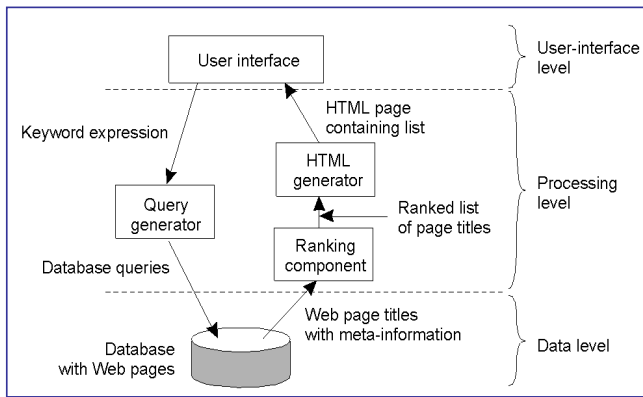 User interface
User-interface
level
Keyword expression
HTML page
containing list
HTML
generator
Processing
level
Query
generator
Ranked list
of page titles
Ranking
component
Database queries
Web page titles
with meta-information
Database
with Web pages
Data level